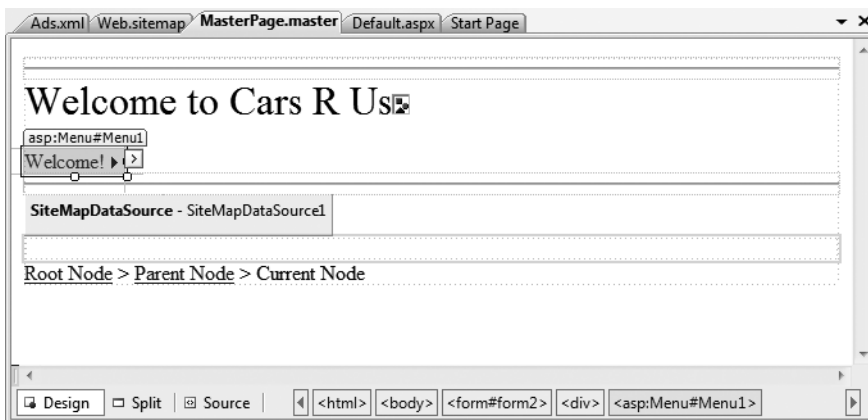 Ads.xml Web.sitemap MasterPage.master Default.aspx Start Page
Welcome to Cars R Us
asp:Menu#Menu1
Welcome!
SiteMapDataSource - SiteMapDataSource1
Root Node > Parent Node > Current Node
Design Split Source <html> <body> <form#form2> <div> <asp:Menu#Menu1>